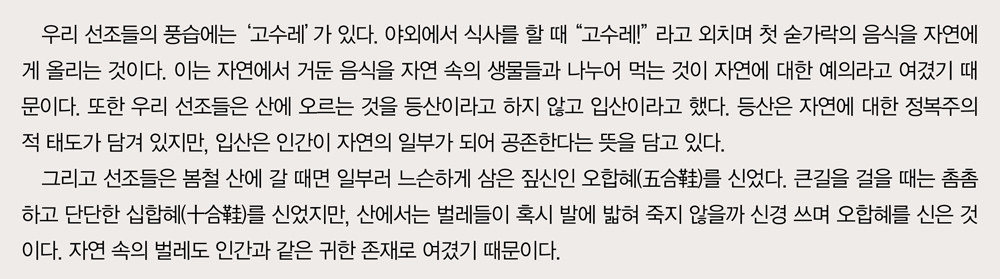 우리 선조들의 풍습에는 ‘고수레’가 있다. 야외에서 식사를 할 때 “고수레!” 라고 외치며 첫 숟가락의 음식을 자연에
게 올리는 것이다. 이는 자연에서 거둔 음식을 자연 속의 생물들과 나누어 먹는 것이 자연에 대한 예의라고 여겼기 때
문이다. 또한 우리 선조들은 산에 오르는 것을 등산이라고 하지 않고 입산이라고 했다. 등산은 자연에 대한 정복주의
적 태도가 담겨 있지만, 입산은 인간이 자연의 일부가 되어 공존한다는 뜻을 담고 있다.
그리고 선조들은 봄철 산에 갈 때면 일부러 느슨하게 삼은 짚신인 오합혜(五合鞋)를 신었다. 큰길을 걸을 때는 촘촘
하고 단단한 십합혜(十合鞋)를 신었지만, 산에서는 벌레들이 혹시 발에 밟혀 죽지 않을까 신경 쓰며 오합혜를 신은 것
이다. 자연 속의 벌레도 인간과 같은 귀한 존재로 여겼기 때문이다.